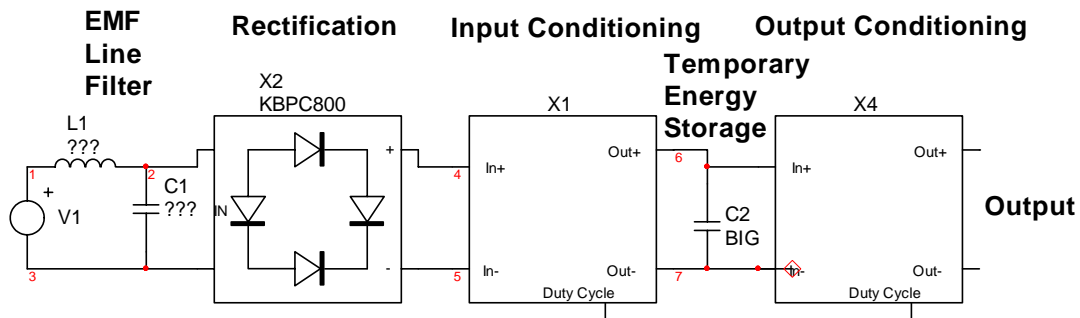 EMF
Line
Filter
Rectification
Input Conditioning
Output Conditioning
Temporary
Energy
Storage
X2
KBPC800
X1
X4
L1
???
1
2
+
V1
C1
???
3
IN
+
-
4
5
In+
In-
Out+
Out-
Duty Cycle
6
7
C2
BIG
In+
In-
Out+
Out-
Duty Cycle
Output